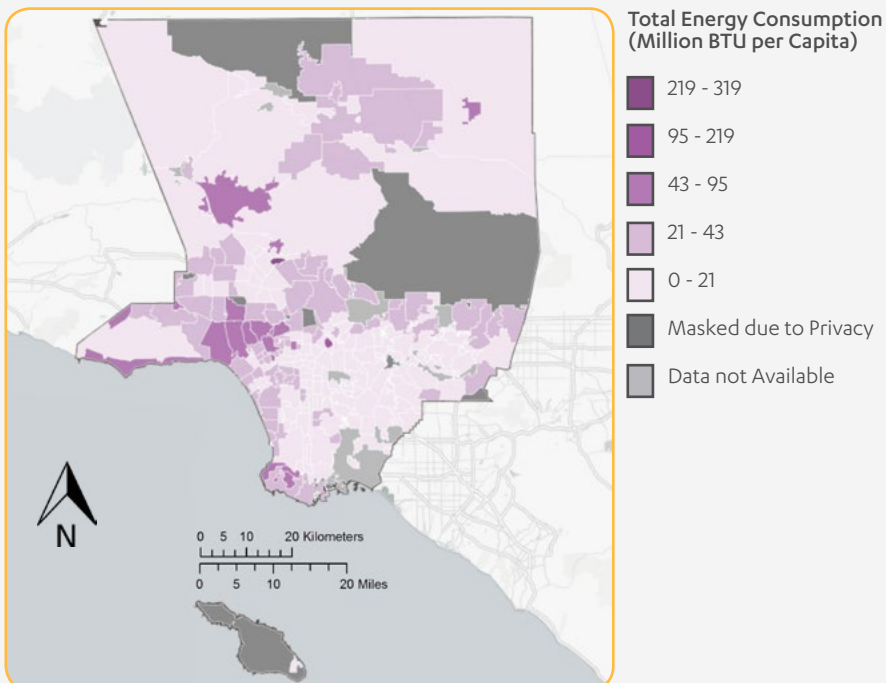 Total Energy Consumption
(Million BTU per Capita)
219 - 319
95 - 219
43 - 95
21 - 43
0 - 21
Masked due to Privacy
Data not Available
N
0 5 10 20 Kilometers
0 5 10 20 Miles